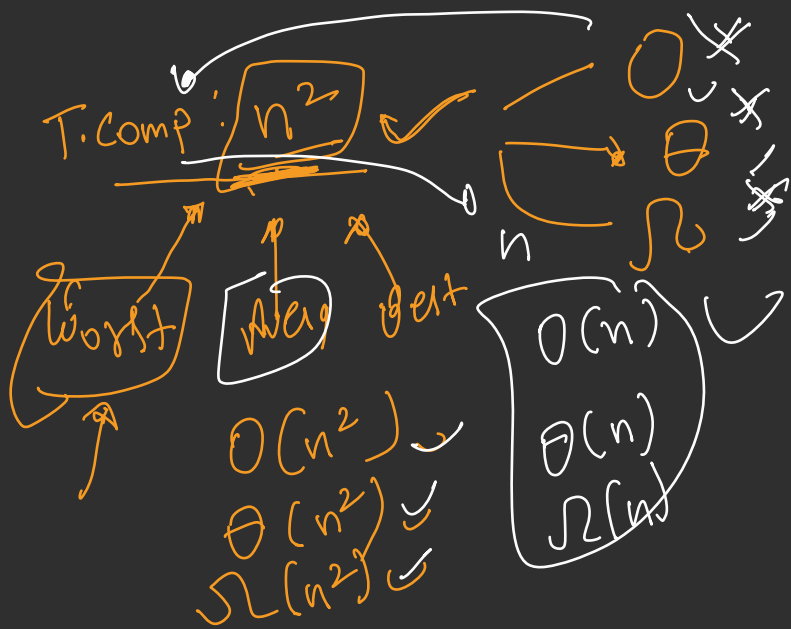 T.comp: n² O
θ
Ω
n
Worst Avg Best
O(n²) O(n)
θ(n²) θ(n)
Ω(n²) Ω(n)